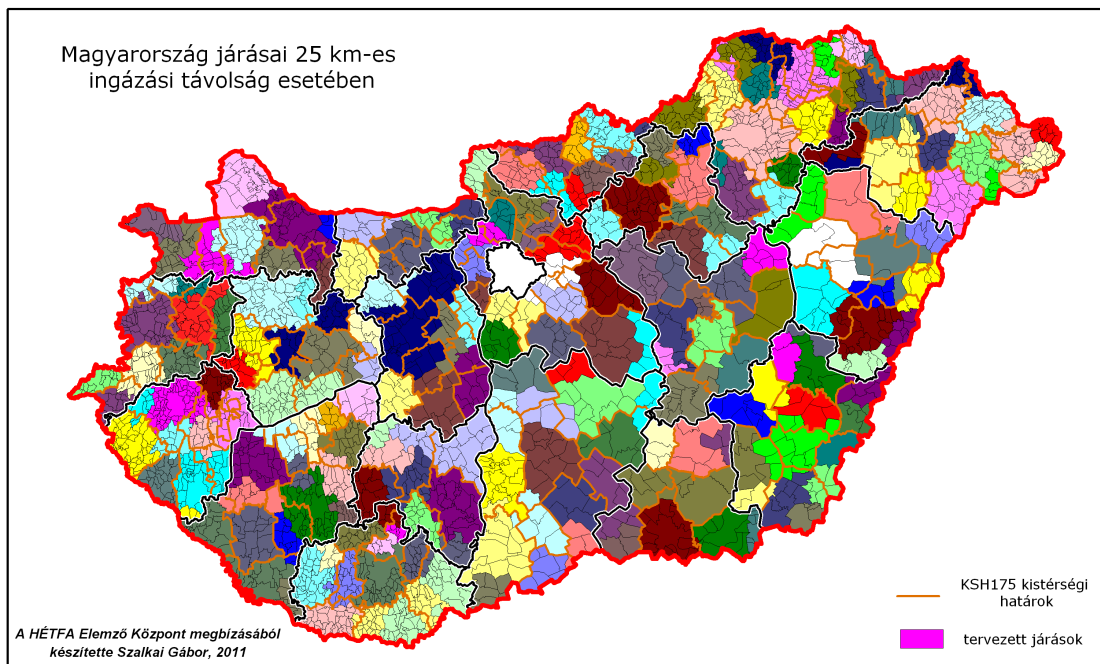 Magyarország járásai 25 km-es
ingázási távolság esetében
KSH175 kistérségi
határok
tervezett járások
A HÉTFA Elemző Központ megbízásából
készítette Szalkai Gábor, 2011